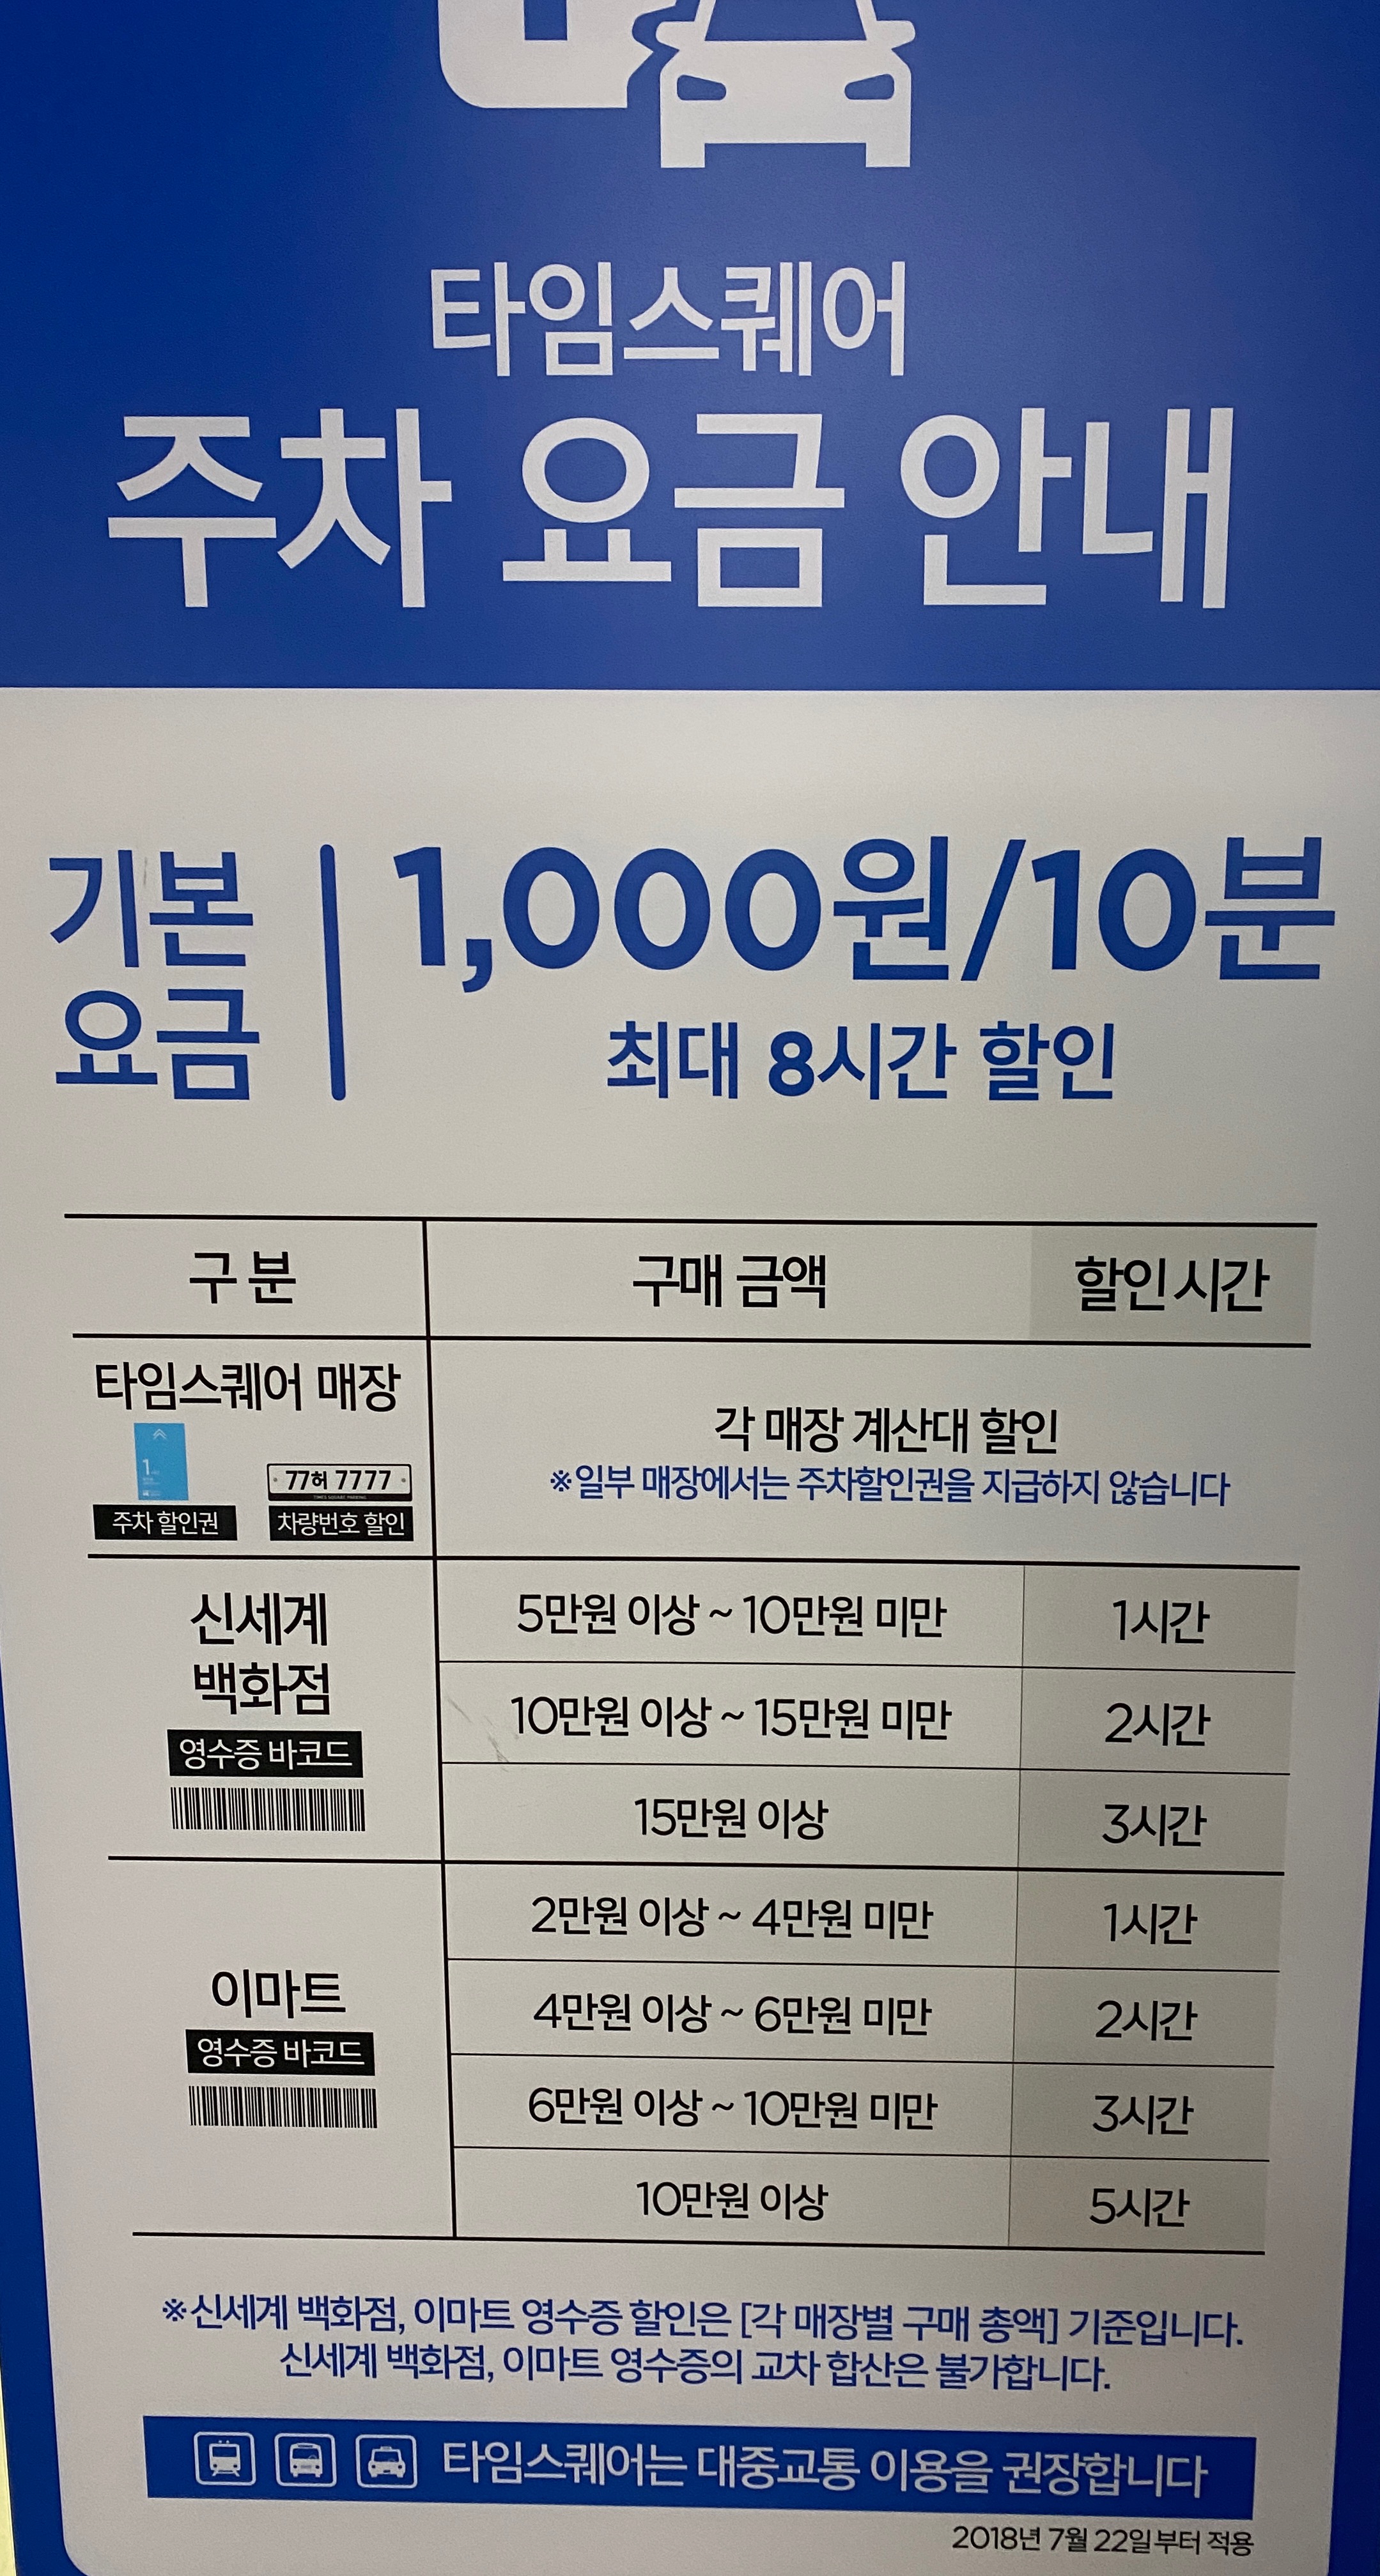 타임스퀘어
주차 요금 안내
기본 요금
1,000원/10분
최대 8시간 할인
구 분 구매 금액 할인 시간
타임스퀘어 매장
1
77허 7777
TIMES SQUARE PARKING
주차 할인권 차량번호 할인
각 매장 계산대 할인
※일부 매장에서는 주차할인권을 지급하지 않습니다
신세계
백화점
영수증 바코드
5만원 이상 ~ 10만원 미만 1시간
10만원 이상 ~ 15만원 미만 2시간
15만원 이상 3시간
이마트
영수증 바코드
2만원 이상 ~ 4만원 미만 1시간
4만원 이상 ~ 6만원 미만 2시간
6만원 이상 ~ 10만원 미만 3시간
10만원 이상 5시간
※신세계 백화점, 이마트 영수증 할인은 [각 매장별 구매 총액] 기준입니다.
신세계 백화점, 이마트 영수증의 교차 합산은 불가합니다.
타임스퀘어는 대중교통 이용을 권장합니다
2018년 7월 22일부터 적용